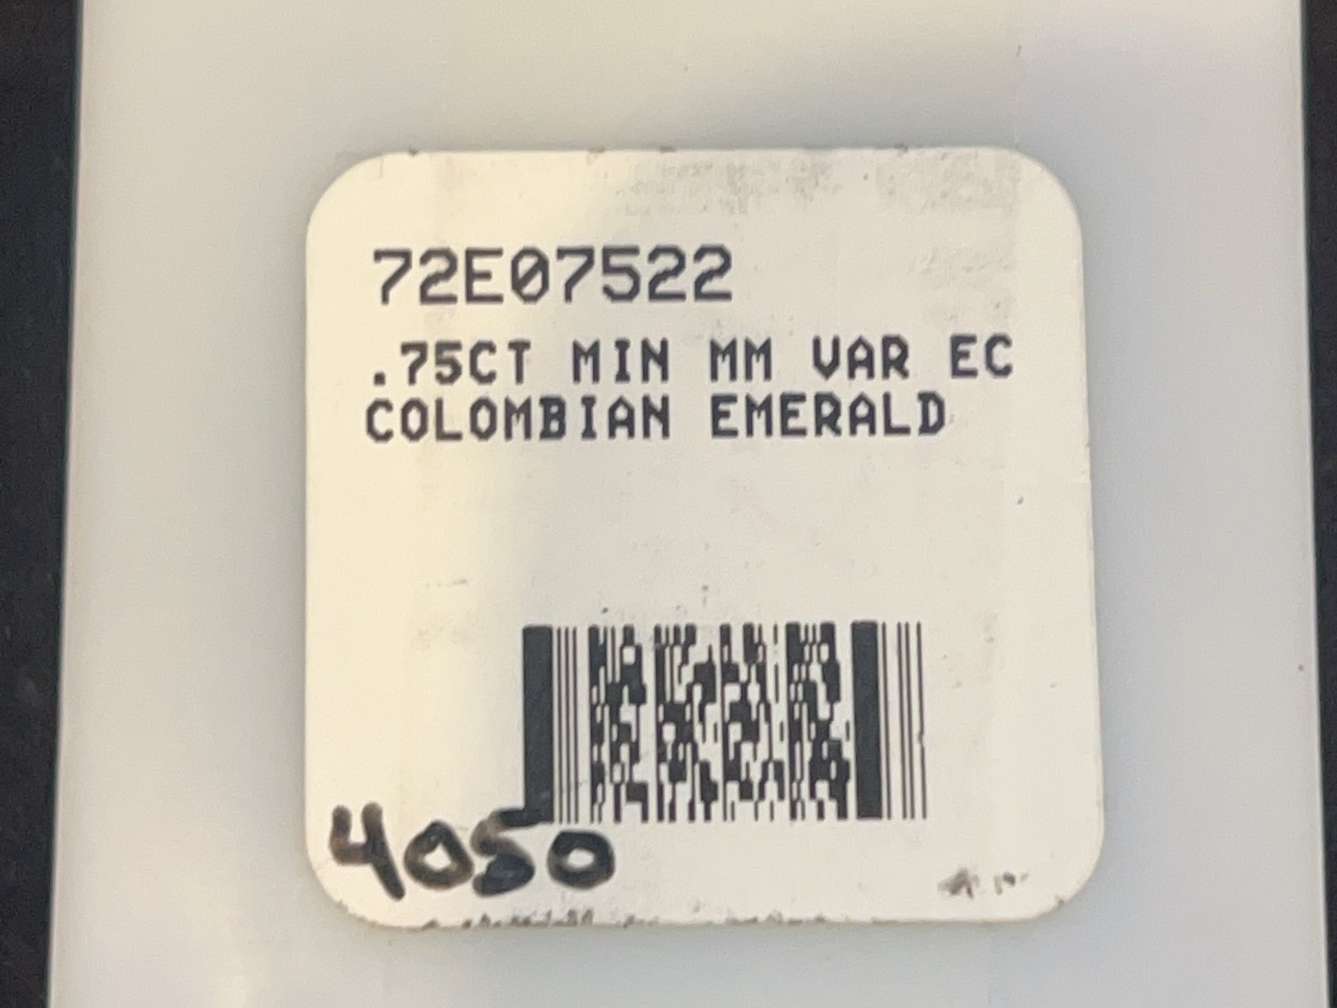 72E07522
.75CT MIN MM VAR EC
COLOMBIAN EMERALD
4050